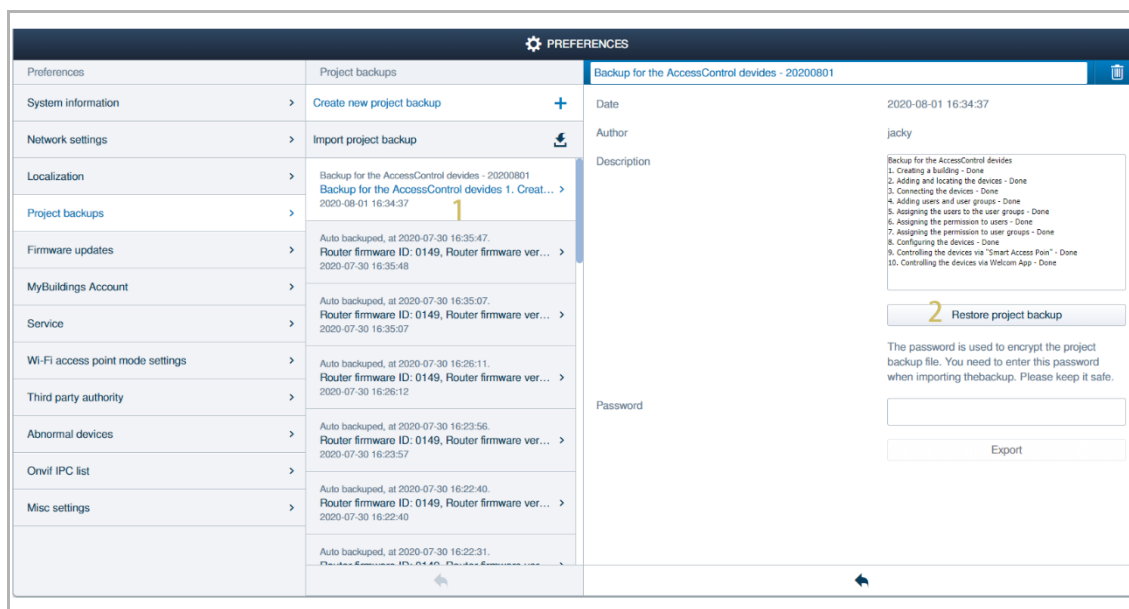 PREFERENCES
Preferences
System information
Network settings
Localization
Project backups
Firmware updates
MyBuildings Account
Service
Wi-Fi access point mode settings
Third party authority
Abnormal devices
Onvif IPC list
Misc settings
Project backups
Create new project backup
Import project backup
Backup for the AccessControl devides - 20200801
Backup for the AccessControl devides 1. Creat...
2020-08-01 16:34:37
1
Auto backuped, at 2020-07-30 16:35:47.
Router firmware ID: 0149, Router firmware ver...
2020-07-30 16:35:48
Auto backuped, at 2020-07-30 16:35:07.
Router firmware ID: 0149, Router firmware ver...
2020-07-30 16:35:07
Auto backuped, at 2020-07-30 16:26:11.
Router firmware ID: 0149, Router firmware ver...
2020-07-30 16:26:12
Auto backuped, at 2020-07-30 16:23:56.
Router firmware ID: 0149, Router firmware ver...
2020-07-30 16:23:57
Auto backuped, at 2020-07-30 16:22:40.
Router firmware ID: 0149, Router firmware ver...
2020-07-30 16:22:40
Auto backuped, at 2020-07-30 16:22:31.
Router firmware ID: 0149, Router firmware ver...
Backup for the AccessControl devides - 20200801
Date 2020-08-01 16:34:37
Author jacky
Description
Backup for the AccessControl devides
1. Creating a building - Done
2. Adding and locating the devices - Done
3. Connecting the devices - Done
4. Adding users and user groups - Done
5. Assigning the users to the user groups - Done
6. Assigning the permission to users - Done
7. Assigning the permission to user groups - Done
8. Configuring the devices - Done
9. Controlling the devices via "Smart Access Poin" - Done
10. Controlling the devices via Welcom App - Done
2 Restore project backup
The password is used to encrypt the project
backup file. You need to enter this password
when importing thebackup. Please keep it safe.
Password
Export